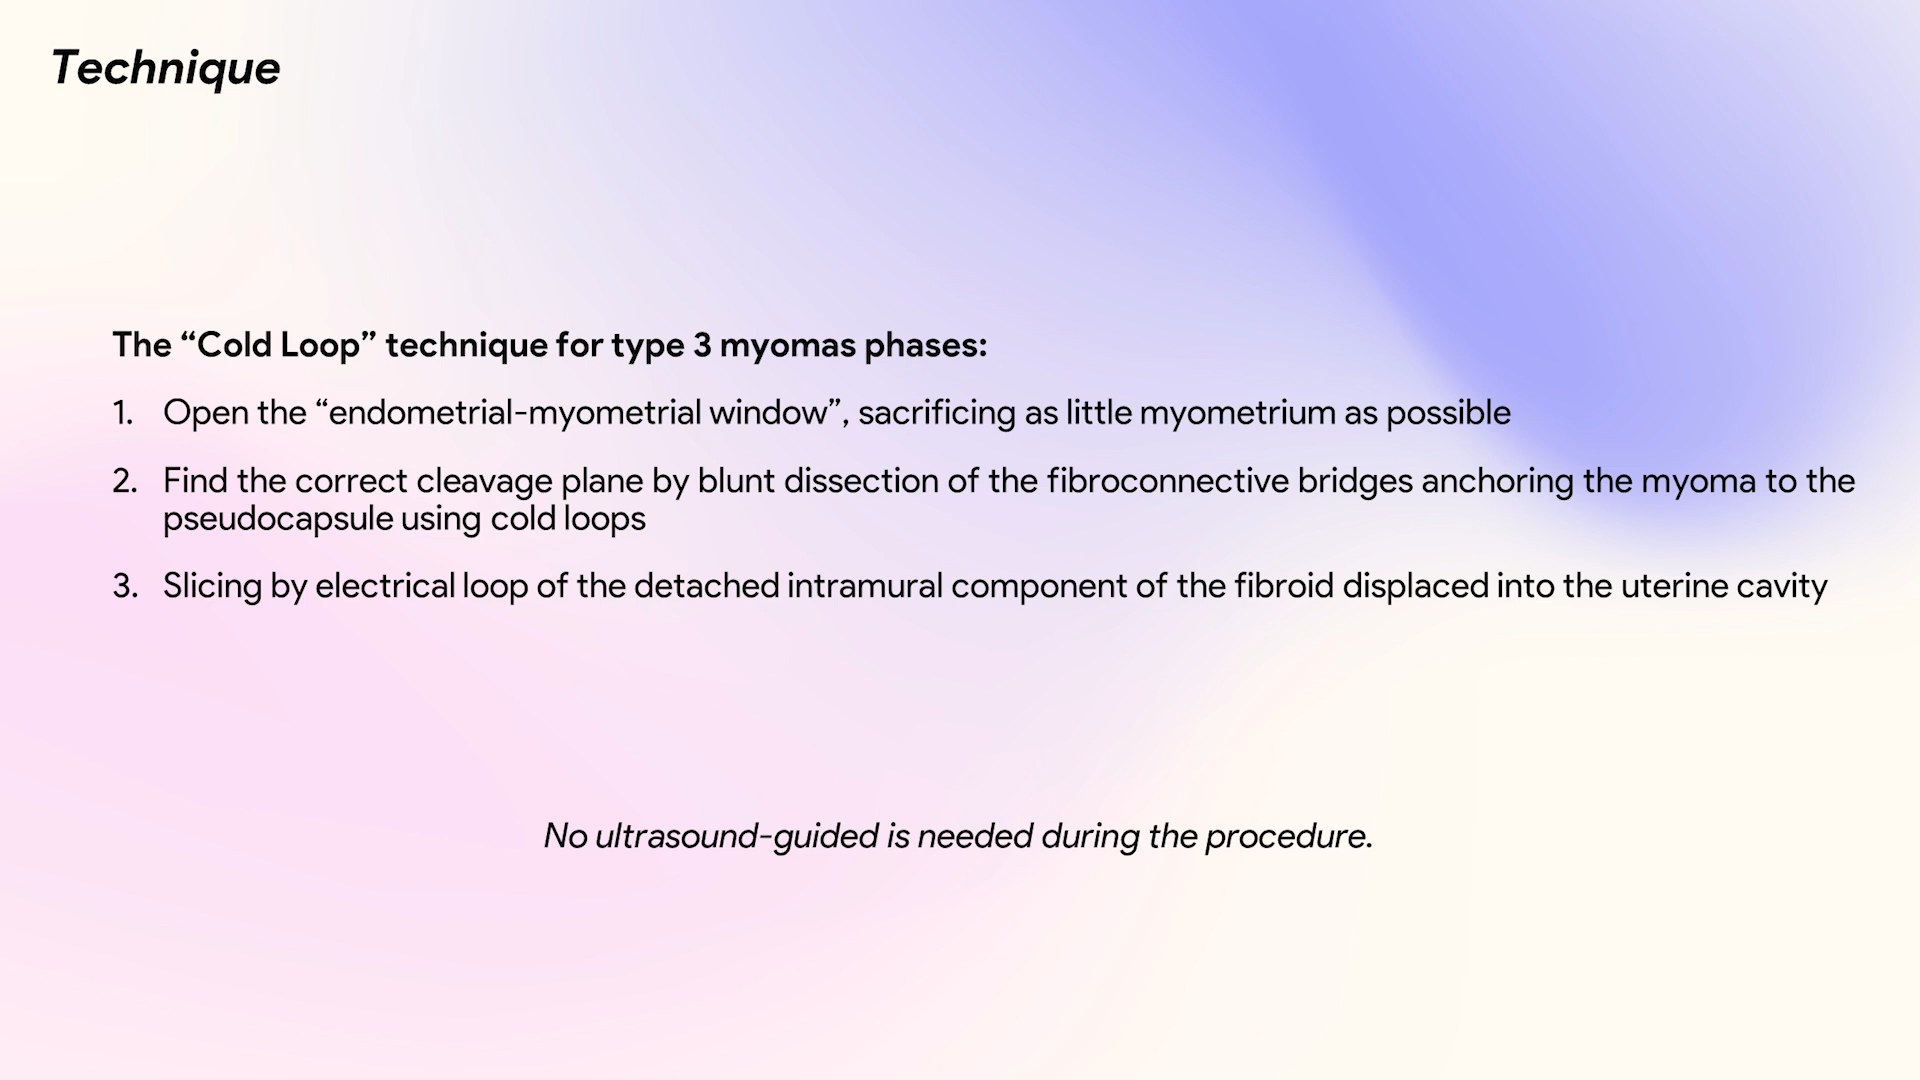 Technique
The “Cold Loop” technique for type 3 myomas phases:
1. Open the “endometrial-myometrial window”, sacrificing as little myometrium as possible
2. Find the correct cleavage plane by blunt dissection of the fibroconnective bridges anchoring the myoma to the
pseudocapsule using cold loops
3. Slicing by electrical loop of the detached intramural component of the fibroid displaced into the uterine cavity
No ultrasound-guided is needed during the procedure.